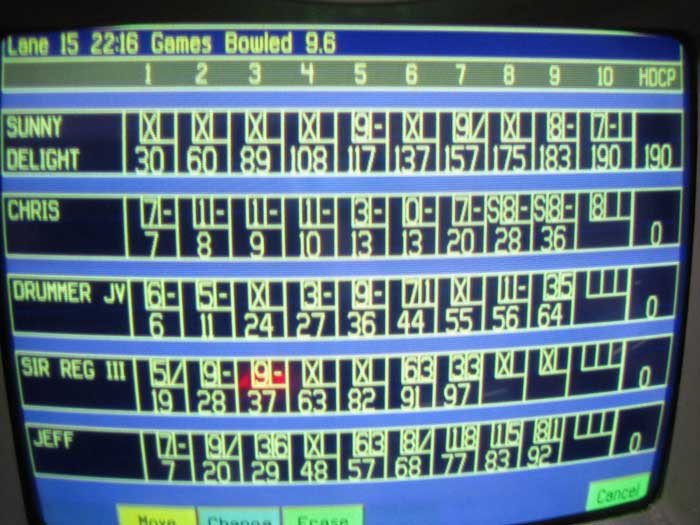 Lane 15 22:16 Games Bowled 9.6
1 2 3 4 5 6 7 8 9 10 HDCP
SUNNY X X X X 9- X 9/ X 8- 7-
DELIGHT 30 60 89 108 117 137 157 175 183 190 190
CHRIS 7- 1- 1- 1- 3- 0- 7- S8- S8- 8
7 8 9 10 13 13 20 28 36 0
DRUMMER JV 6- 5- X 3- 9- 71 X 1- 35
6 11 24 27 36 44 55 56 64 0
SIR REG III 5/ 9- 9- X X 63 33 X X
19 28 37 63 82 91 97 0
JEFF 7- 9/ 36 X 63 8/ 18 15 81
7 20 29 48 57 68 77 83 92 0
Cancel
Move Change Erase